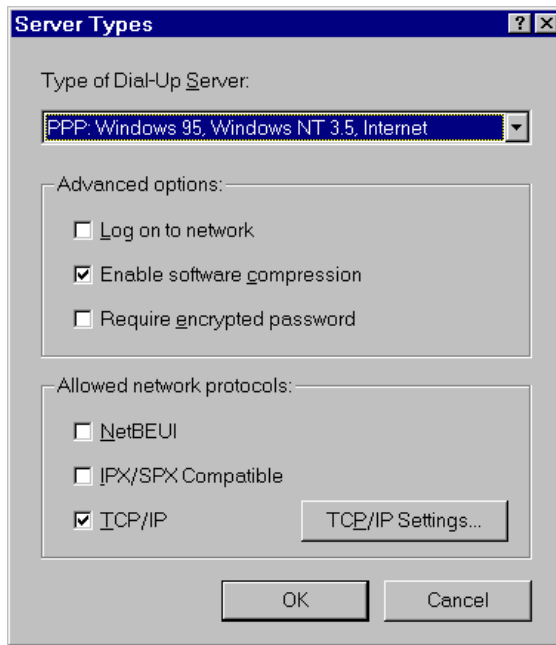 Server Types
Type of Dial-Up Server:
PPP: Windows 95, Windows NT 3.5, Internet
Advanced options:
Log on to network
Enable software compression
Require encrypted password
Allowed network protocols:
NetBEUI
IPX/SPX Compatible
TCP/IP TCP/IP Settings...
OK Cancel